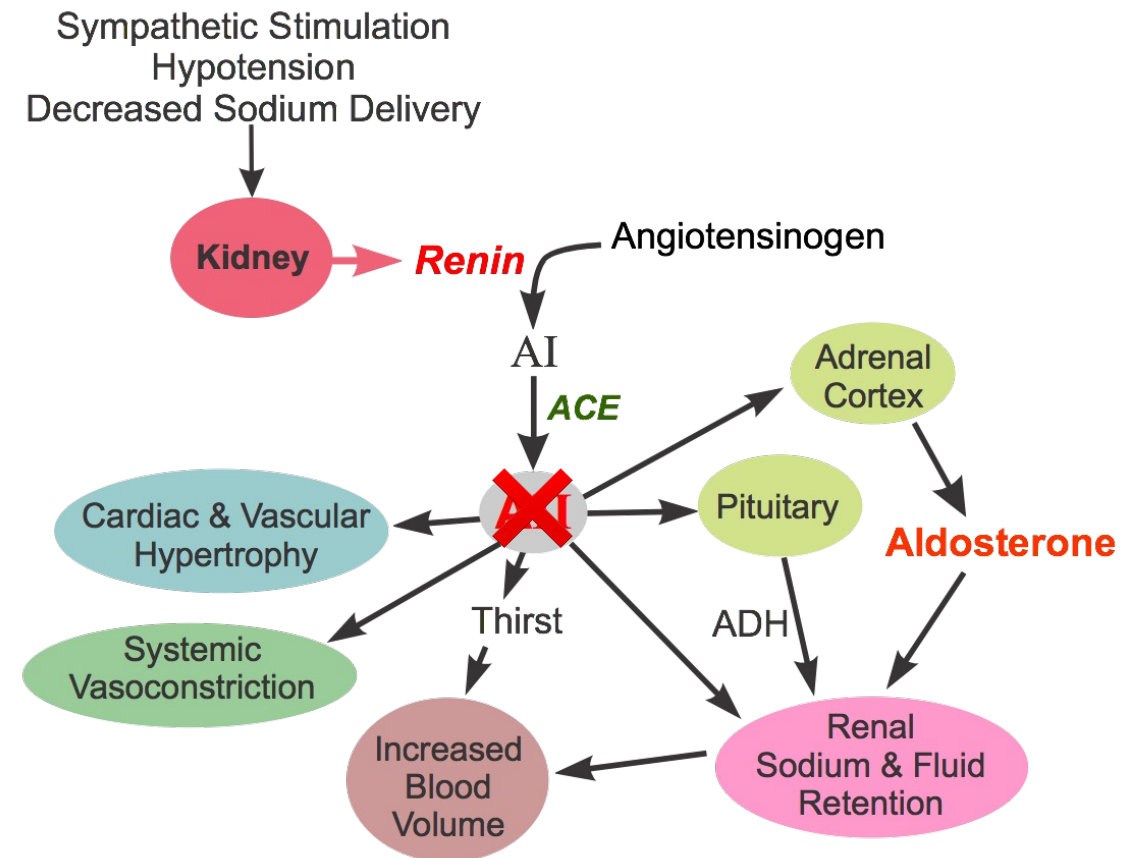 Sympathetic Stimulation
Hypotension
Decreased Sodium Delivery
Kidney
Renin
Angiotensinogen
AI
ACE
Adrenal
Cortex
Cardiac & Vascular
Hypertrophy
Pituitary
Aldosterone
Systemic
Vasoconstriction
Thirst
ADH
Increased
Blood
Volume
Renal
Sodium & Fluid
Retention